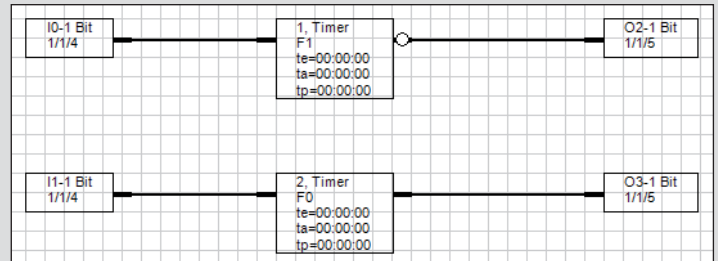 I0-1 Bit
1/1/4
1, Timer
F1
te=00:00:00
ta=00:00:00
tp=00:00:00
O2-1 Bit
1/1/5
I1-1 Bit
1/1/4
2, Timer
F0
te=00:00:00
ta=00:00:00
tp=00:00:00
O3-1 Bit
1/1/5